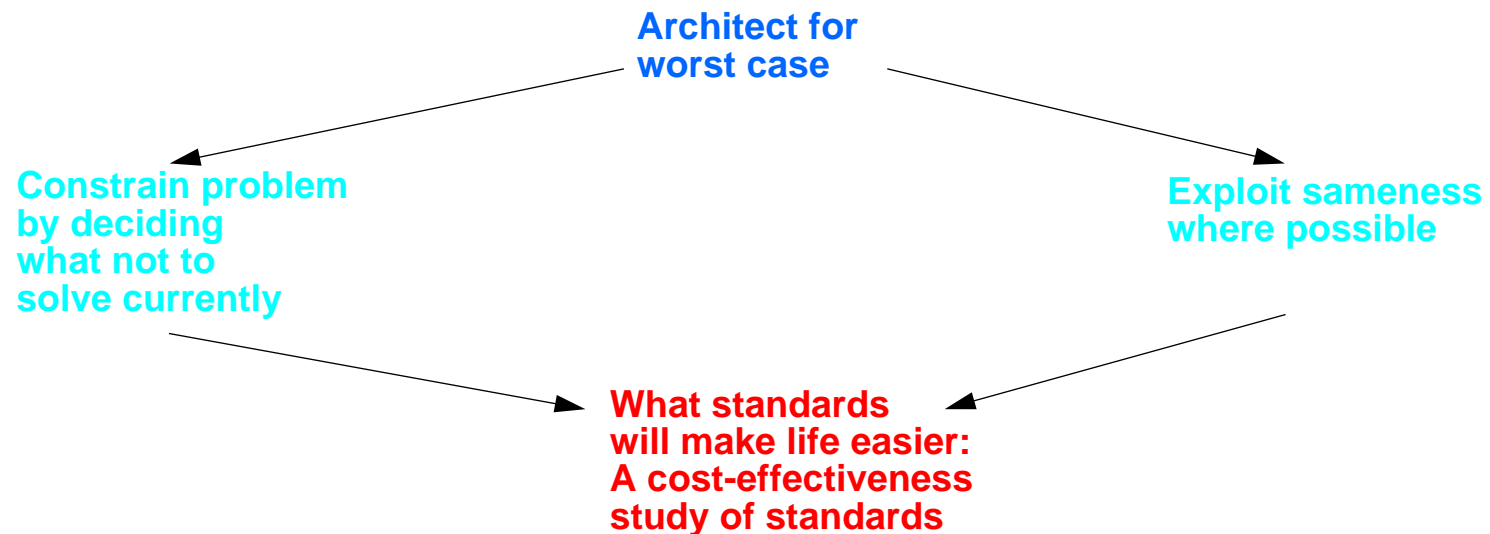 Architect for
worst case
Constrain problem
by deciding
what not to
solve currently
Exploit sameness
where possible
What standards
will make life easier:
A cost-effectiveness
study of standards